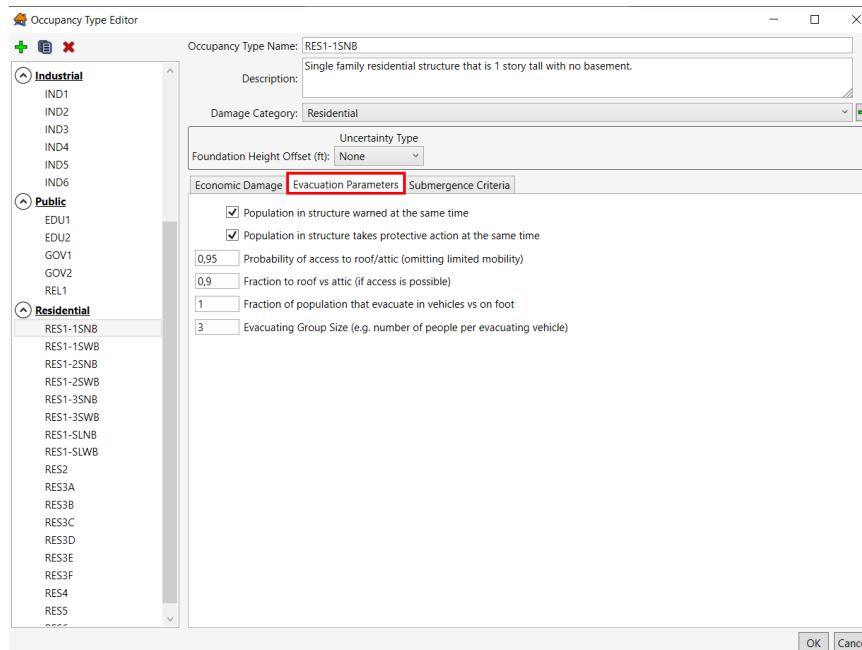 Occupancy Type Editor
Occupancy Type Name: RES1-1SNB
Description: Single family residential structure that is 1 story tall with no basement.
Damage Category: Residential
Uncertainty Type
Foundation Height Offset (ft): None
Economic Damage Evacuation Parameters Submergence Criteria
Population in structure warned at the same time
Population in structure takes protective action at the same time
0,95 Probability of access to roof/attic (omitting limited mobility)
0,9 Fraction to roof vs attic (if access is possible)
1 Fraction of population that evacuate in vehicles vs on foot
3 Evacuating Group Size (e.g. number of people per evacuating vehicle)
Industrial
IND1
IND2
IND3
IND4
IND5
IND6
Public
EDU1
EDU2
GOV1
GOV2
REL1
Residential
RES1-1SNB
RES1-1SWB
RES1-2SNB
RES1-2SWB
RES1-3SNB
RES1-3SWB
RES1-SLNB
RES1-SLWB
RES2
RES3A
RES3B
RES3C
RES3D
RES3E
RES3F
RES4
RES5
OK Canc